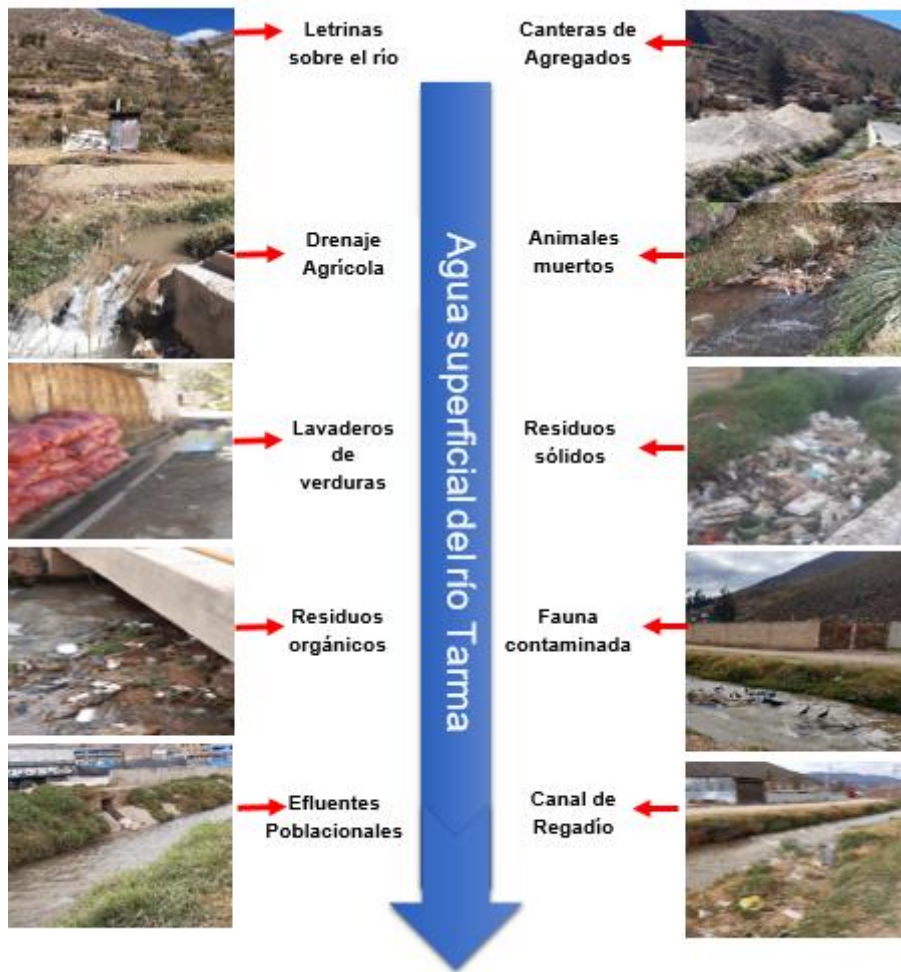 Letrinas
sobre el río
Canteras de
Agregados
Drenaje
Agrícola
Animales
muertos
Lavaderos
de
verduras
Residuos
sólidos
Residuos
orgánicos
Fauna
contaminada
Efluentes
Poblacionales
Canal de
Regadío
Agua superficial del río Tarma